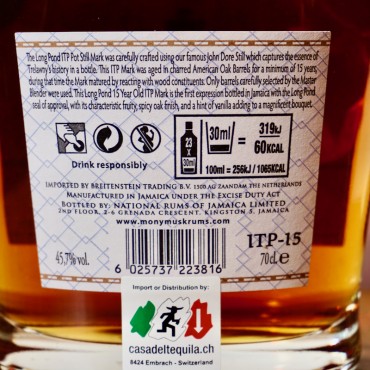 The Long Pond ITP Pot Still Mark was carefully crafted using our famous John Dore Still which captures the essence of
Trelawny's history in a bottle. This ITP Mark was aged in charred American Oak Barrels for a minimum of 15 years,
during that time the Mark matured by reacting with wood constituents. Only barrels carefully selected by the Master
Blender were used. This Long Pond 15 Year Old ITP Mark is the first expression bottled in Jamaica with the Long Pond
seal of approval, with its characteristic fruity, spicy oak finish, and a hint of vanilla adding to a magnificent bouquet.
Drink responsibly
23
x
30ml
30ml
319kJ
=
60KCAL
100ml = 256kJ / 1065KCAL
IMPORTED BY BREITENSTEIN TRADING B.V. 1506 AG ZAANDAM THE NETHERLANDS
MANUFACTURED IN JAMAICA UNDER THE EXCISE DUTY ACT
BOTTLED BY: NATIONAL RUMS OF JAMAICA LIMITED
2ND FLOOR, 2-6 GRENADA CRESCENT, KINGSTON 5, JAMAICA
www.monymuskrums.com
45,7% vol.
ITP-15
70cl e
6 025737 223816
Import or Distribution by:
casadeltequila.ch
8424 Embrach - Switzerland